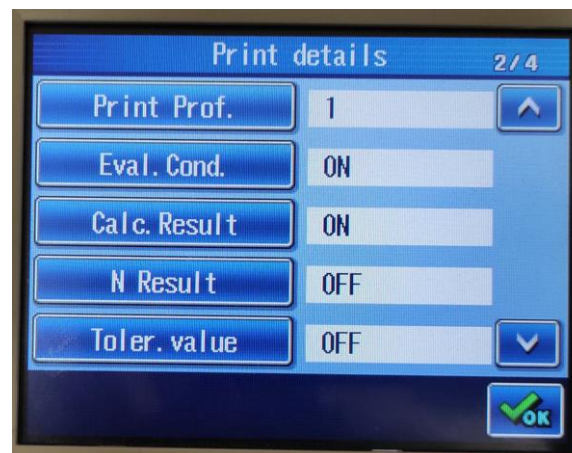 Print details 2/4
Print Prof. 1
Eval.Cond. ON
Calc.Result ON
N Result OFF
Toler.value OFF
OK